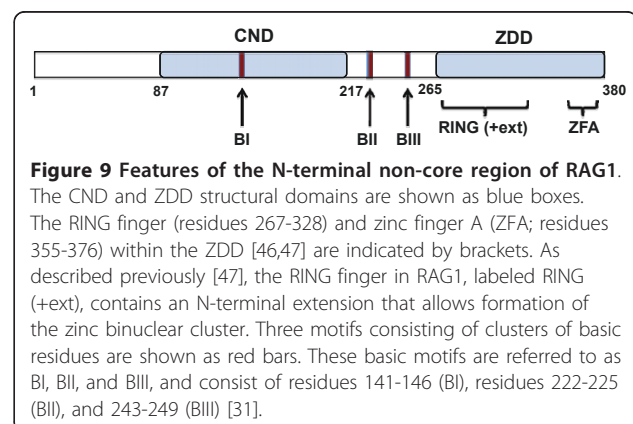 CND ZDD
1 87 217 265 380
BI BII BIII RING (+ext) ZFA
Figure 9 Features of the N-terminal non-core region of RAG1.
The CND and ZDD structural domains are shown as blue boxes.
The RING finger (residues 267-328) and zinc finger A (ZFA; residues
355-376) within the ZDD [46,47] are indicated by brackets. As
described previously [47], the RING finger in RAG1, labeled RING
(+ext), contains an N-terminal extension that allows formation of
the zinc binuclear cluster. Three motifs consisting of clusters of basic
residues are shown as red bars. These basic motifs are referred to as
BI, BII, and BIII, and consist of residues 141-146 (BI), residues 222-225
(BII), and 243-249 (BIII) [31].